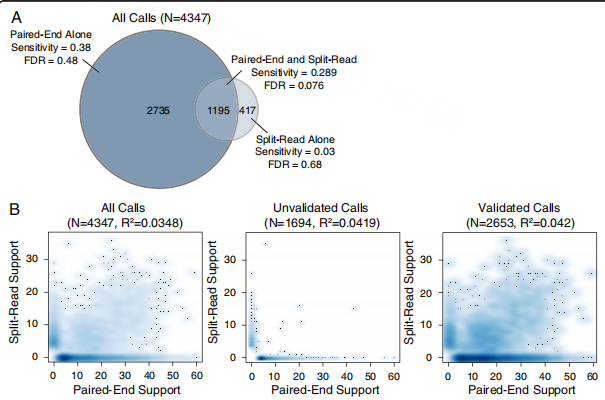 A
All Calls (N=4347)
Paired-End Alone
Sensitivity = 0.38
FDR = 0.48
Paired-End and Split-Read
Sensitivity = 0.289
FDR = 0.076
2735
1195
417
Split-Read Alone
Sensitivity = 0.03
FDR = 0.68
B
All Calls
(N=4347, R²=0.0348)
Split-Read Support
30
20
10
0
0 10 20 30 40 50 60
Paired-End Support
Unvalidated Calls
(N=1694, R²=0.0419)
Split-Read Support
30
20
10
0
0 10 20 30 40 50 60
Paired-End Support
Validated Calls
(N=2653, R²=0.042)
Split-Read Support
30
20
10
0
0 10 20 30 40 50 60
Paired-End Support